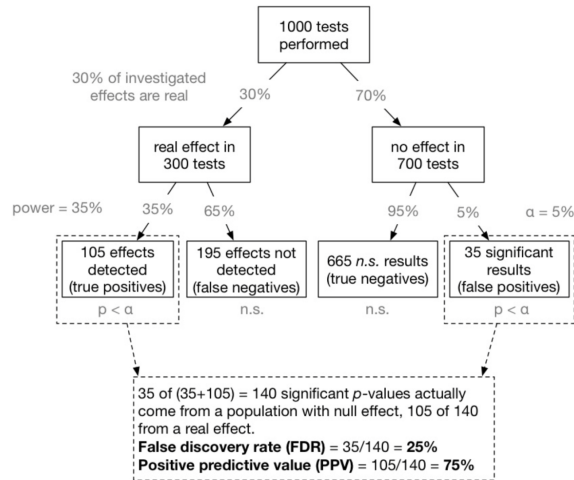 1000 tests
performed
30% of investigated
effects are real
30%
70%
real effect in
300 tests
no effect in
700 tests
power = 35%
35%
65%
95%
5%
α = 5%
105 effects
detected
(true positives)
195 effects not
detected
(false negatives)
665 n.s. results
(true negatives)
35 significant
results
(false positives)
p < α
n.s.
n.s.
p < α
35 of (35+105) = 140 significant p-values actually
come from a population with null effect, 105 of 140
from a real effect.
False discovery rate (FDR) = 35/140 = 25%
Positive predictive value (PPV) = 105/140 = 75%